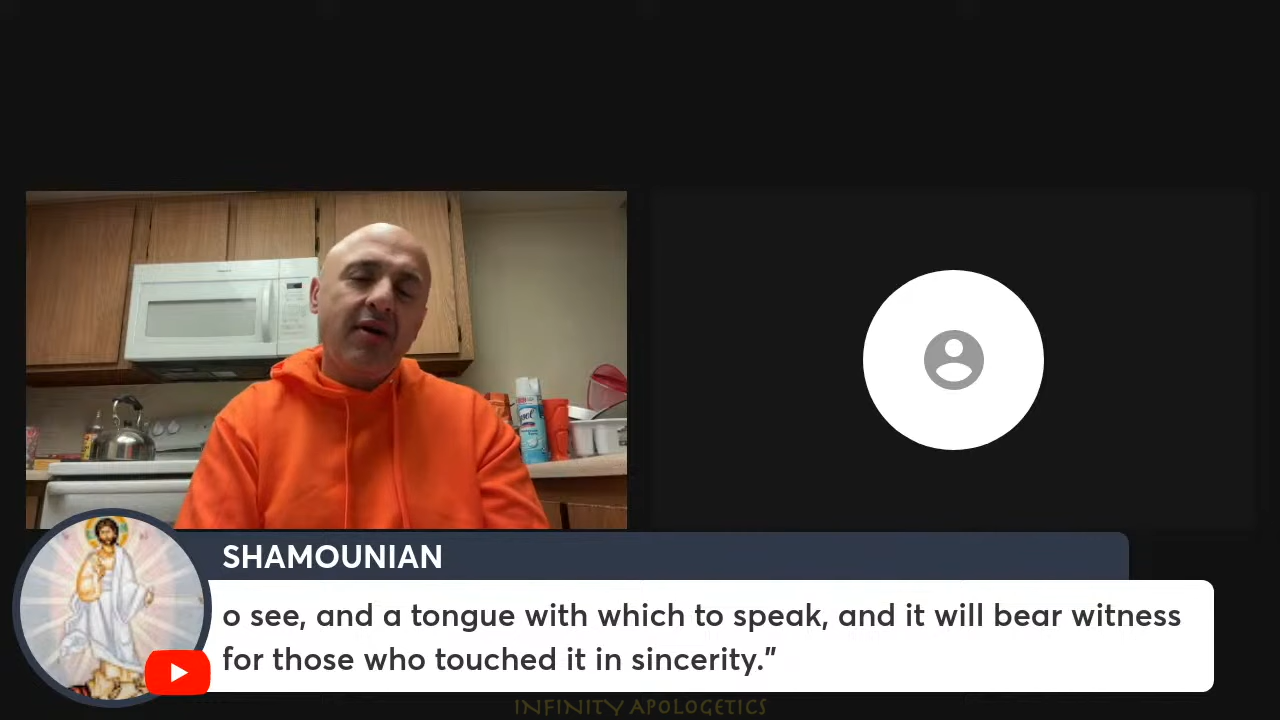 SHAMOUNIAN
o see, and a tongue with which to speak, and it will bear witness
for those who touched it in sincerity.”
INFINITY APOLOGETICS